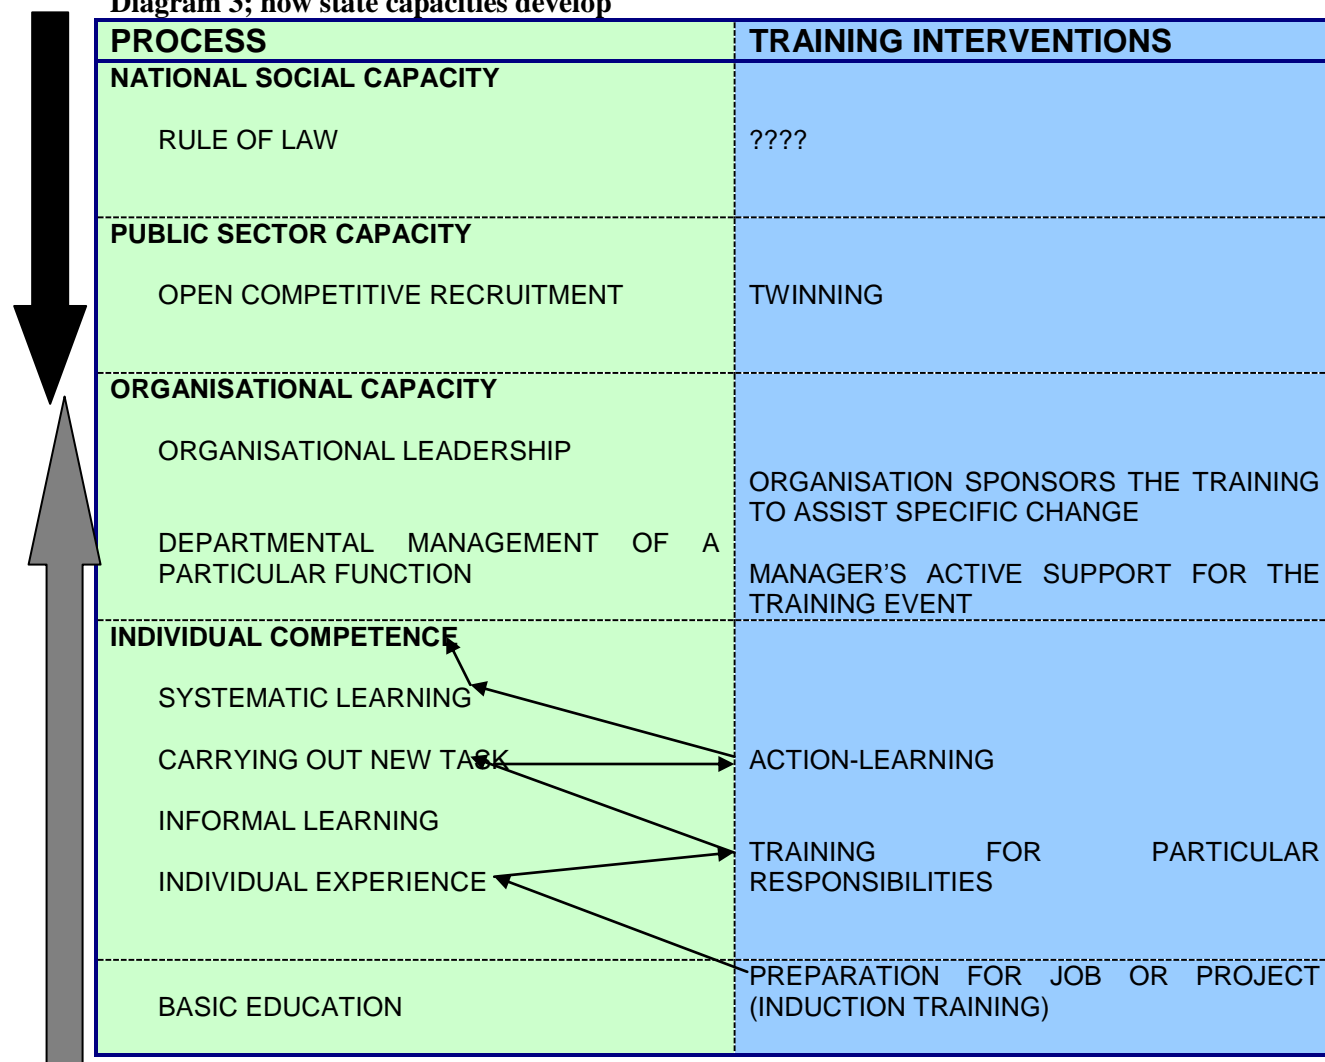 Diagram 3; how state capacities develop
PROCESS
TRAINING INTERVENTIONS
NATIONAL SOCIAL CAPACITY
RULE OF LAW
????
PUBLIC SECTOR CAPACITY
OPEN COMPETITIVE RECRUITMENT
TWINNING
ORGANISATIONAL CAPACITY
ORGANISATIONAL LEADERSHIP
DEPARTMENTAL MANAGEMENT OF A
PARTICULAR FUNCTION
ORGANISATION SPONSORS THE TRAINING
TO ASSIST SPECIFIC CHANGE
MANAGER'S ACTIVE SUPPORT FOR THE
TRAINING EVENT
INDIVIDUAL COMPETENCE
SYSTEMATIC LEARNING
CARRYING OUT NEW TASK
ACTION-LEARNING
INFORMAL LEARNING
INDIVIDUAL EXPERIENCE
TRAINING FOR PARTICULAR
RESPONSIBILITIES
BASIC EDUCATION
PREPARATION FOR JOB OR PROJECT
(INDUCTION TRAINING)